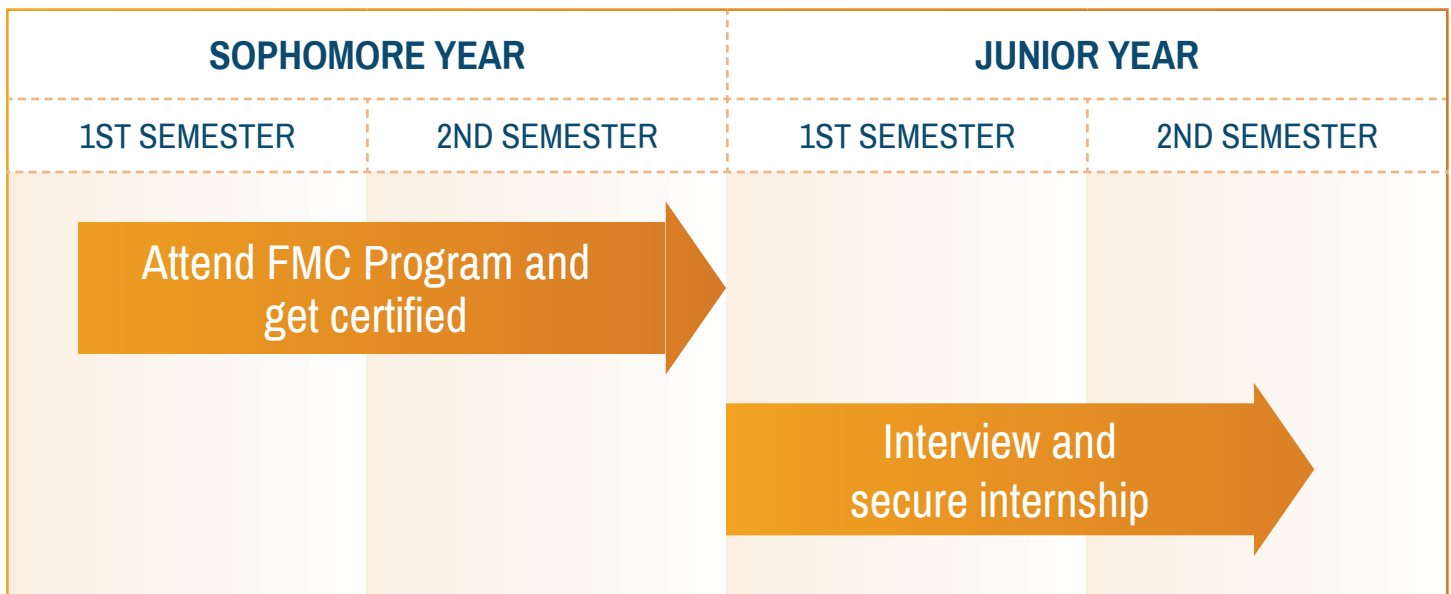 SOPHOMORE YEAR
JUNIOR YEAR
1ST SEMESTER
2ND SEMESTER
1ST SEMESTER
2ND SEMESTER
Attend FMC Program and
get certified
Interview and
secure internship